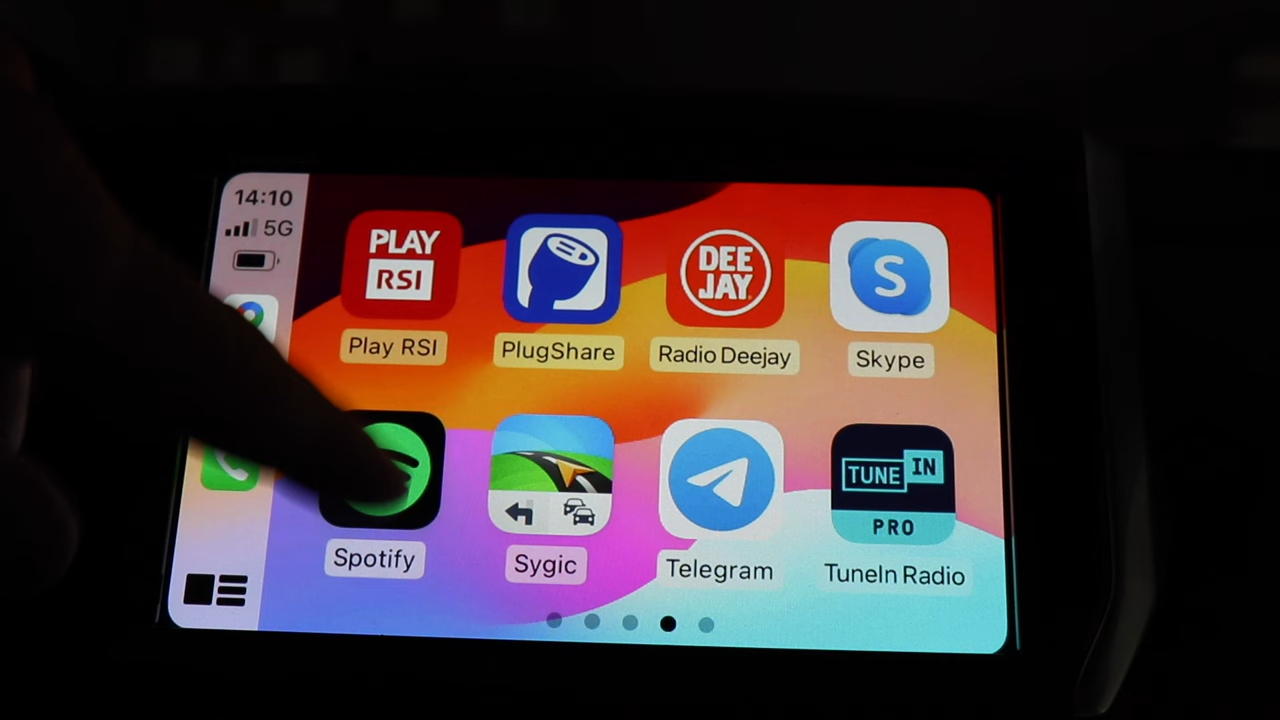 14:10
5G
PLAY
RSI
DEE
JAY
S
Play RSI
PlugShare
Radio Deejay
Skype
TUNE IN
PRO
Spotify
Sygic
Telegram
TuneIn Radio